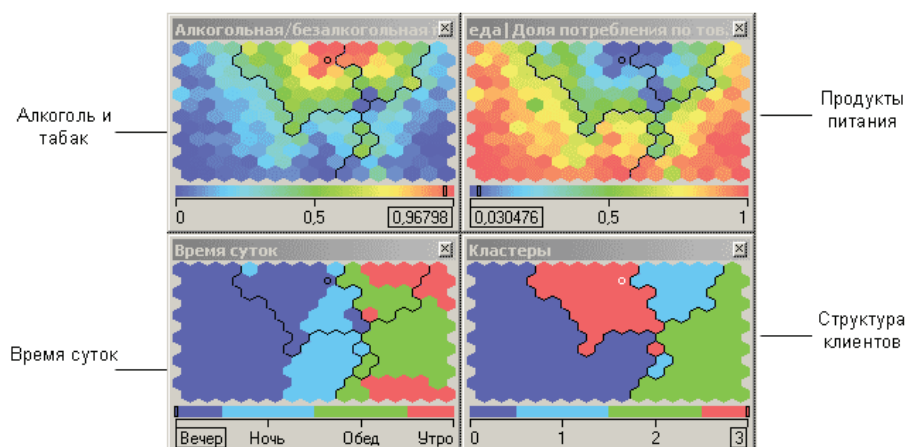 Алкогольная/безалкогольная
еда|Доля потребления по тов.
Алкоголь и
табак
Продукты
питания
0 0,5 0,96798
0,030476 0,5 1
Время суток
Кластеры
Время суток
Структура
клиентов
Вечер Ночь Обед Утро
0 1 2 3